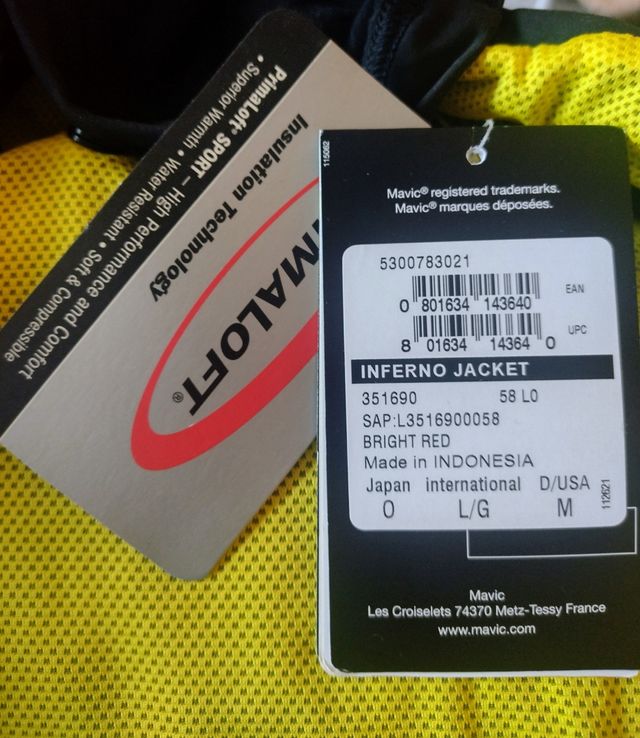 PrimaLoft® SPORT – High Performance and Comfort
• Superior Warmth • Water Resistant • Soft & Compressible
Insulation Technology
IMALOFT®
115062
Mavic® registered trademarks.
Mavic® marques déposées.
5300783021
0 801634 143640 EAN
8 01634 14364 0 UPC
INFERNO JACKET
351690 58 L0
SAP:L3516900058
BRIGHT RED
Made in INDONESIA
Japan international D/USA
O L/G M
112621
Mavic
Les Croiselets 74370 Metz-Tessy France
www.mavic.com